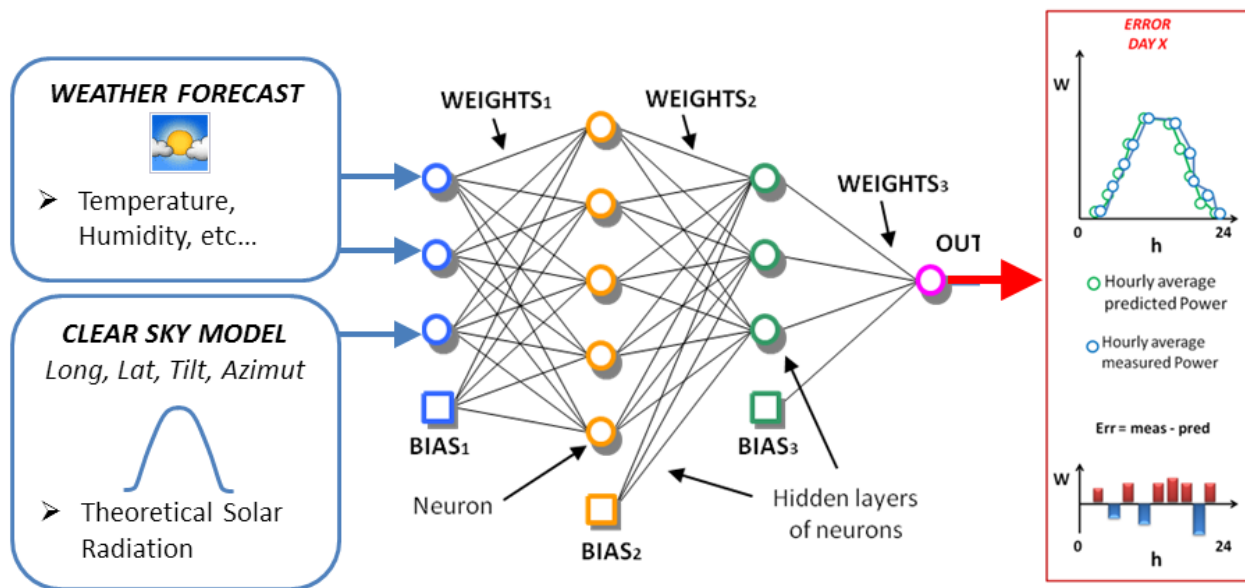 WEATHER FORECAST
➢ Temperature,
Humidity, etc...
CLEAR SKY MODEL
Long, Lat, Tilt, Azimut
➢ Theoretical Solar
Radiation
WEIGHTS₁
WEIGHTS₂
WEIGHTS₃
OUT
BIAS₁
BIAS₃
Neuron
Hidden layers
of neurons
BIAS₂
ERROR
DAY X
W
0
24
h
Hourly average
predicted Power
Hourly average
measured Power
Err = meas - pred
W
0
24
h